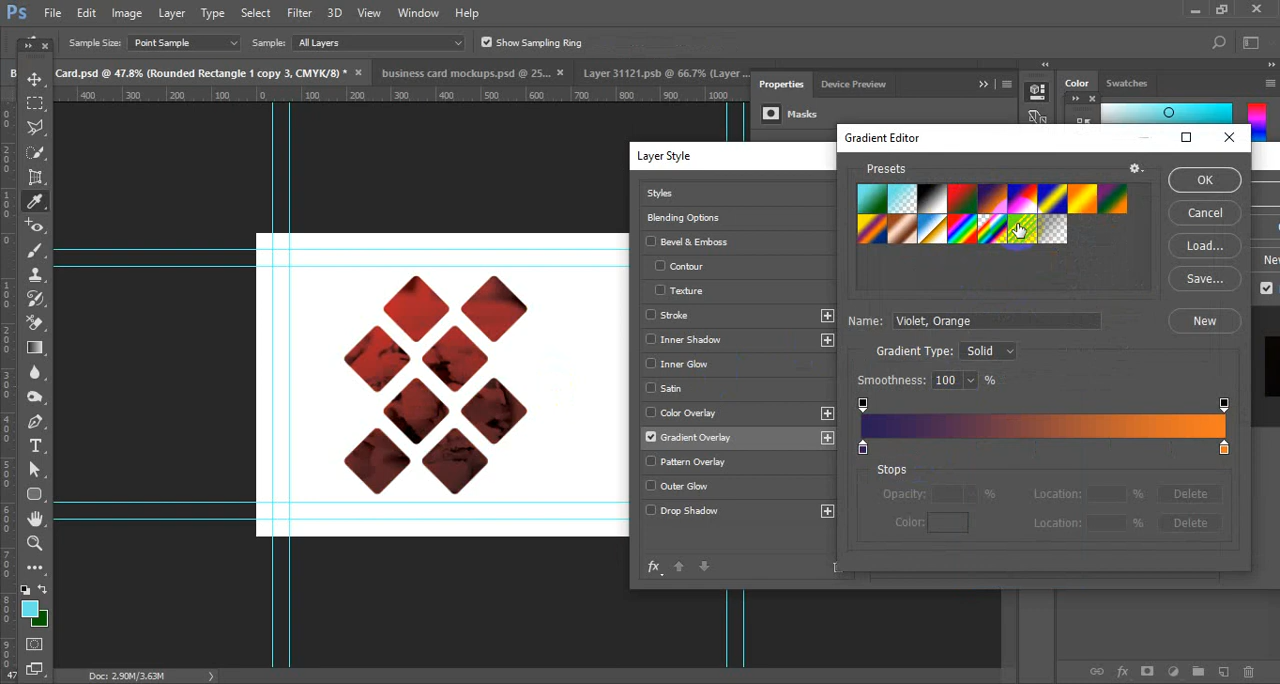 Ps File Edit Image Layer Type Select Filter 3D View Window Help
Sample Size: Point Sample Sample: All Layers Show Sampling Ring
Card.psd @ 47.8% (Rounded Rectangle 1 copy 3, CMYK/8) * × business card mockups.psd @ 25... × Layer 31121.psb @ 66.7% (Layer ...
Properties Device Preview
Color Swatches
400 300 200 100 0 100 200 300 400 500 600 700 800 900 1000
Masks
Gradient Editor
Layer Style
Presets
OK
Cancel
Load...
Save...
New
Styles
Blending Options
Bevel & Emboss
Contour
Texture
Stroke
Inner Shadow
Inner Glow
Satin
Color Overlay
Gradient Overlay
Pattern Overlay
Outer Glow
Drop Shadow
fx
Name: Violet, Orange
Gradient Type: Solid
Smoothness: 100 %
Stops
Opacity: % Location: % Delete
Color: Location: % Delete
Doc: 2.90M/3.63M